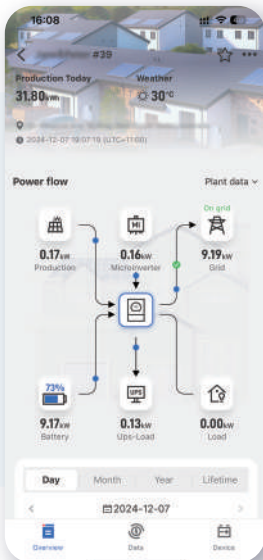 16:08
#39
Production Today
Weather
31.80kWh
30°C
2024-12-07 19:07:19 (UTC+11:00)
Power flow
Plant data
On grid
MI
0.17kW
0.16kW
9.19kW
Production
Microinverter
Grid
73%
UPS
9.17kW
0.13kW
0.00kW
Battery
Ups-Load
Load
Day
Month
Year
Lifetime
2024-12-07
Overview
Data
Device